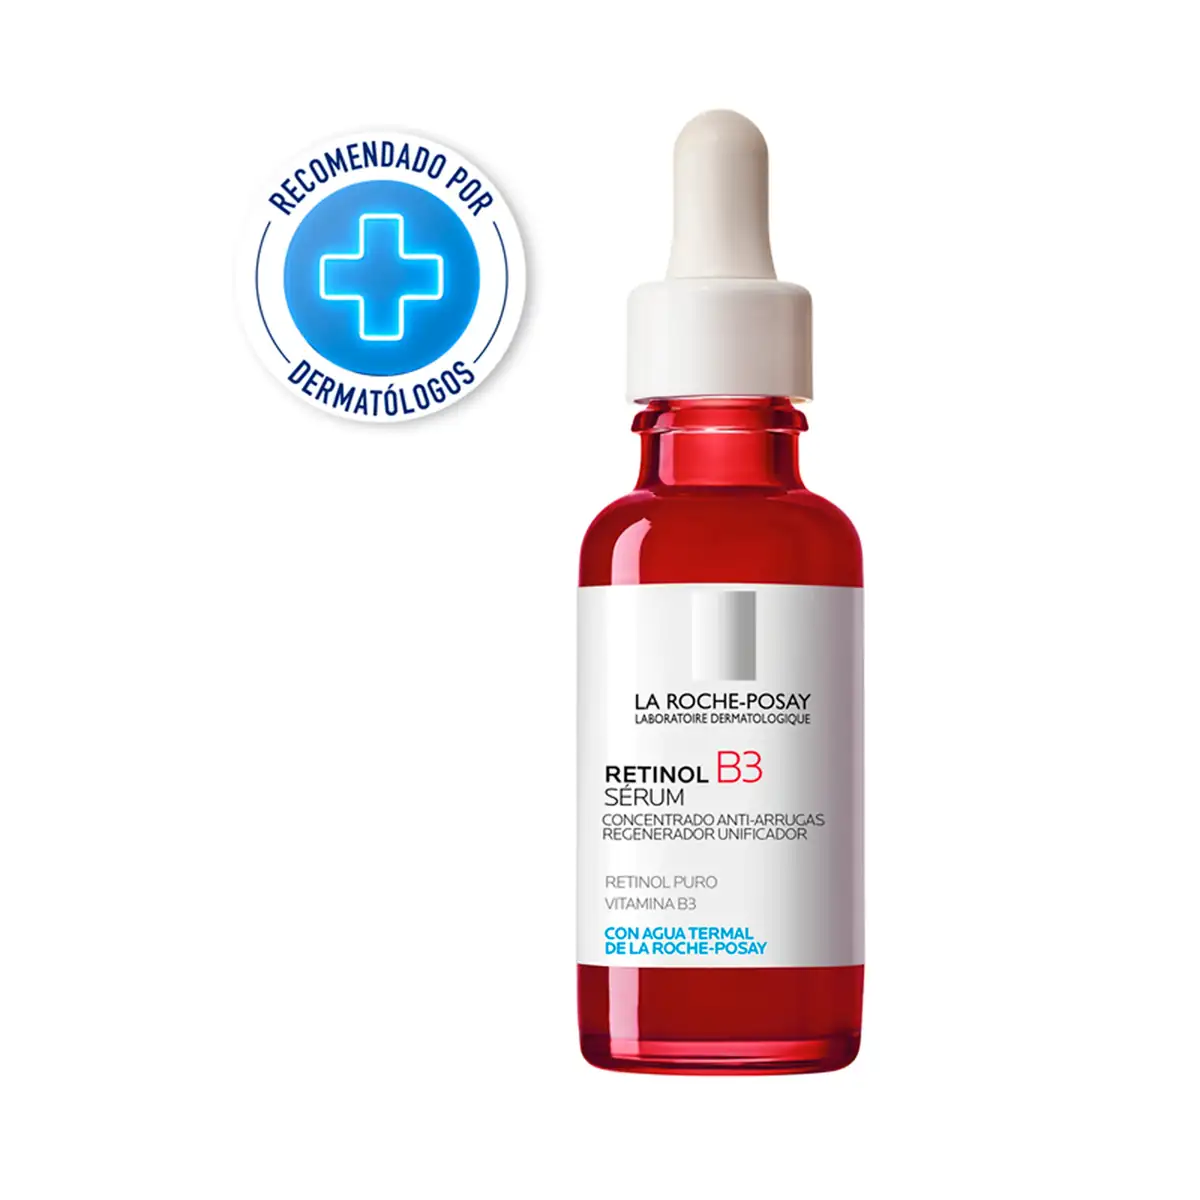 RECOMENDADO POR
DERMATÓLOGOS
LA ROCHE-POSAY
LABORATOIRE DERMATOLOGIQUE
RETINOL B3
SÉRUM
CONCENTRADO ANTI-ARRUGAS
REGENERADOR UNIFICADOR
RETINOL PURO
VITAMINA B3
CON AGUA TERMAL
DE LA ROCHE-POSAY